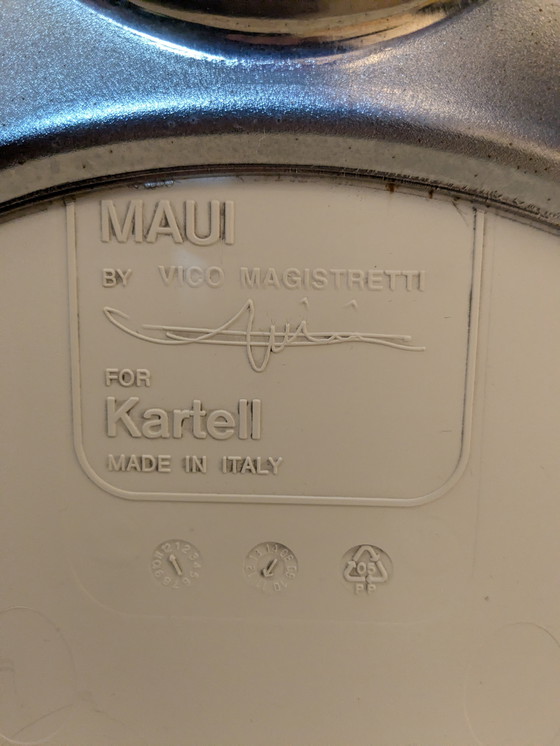 MAUI
BY VICO MAGISTRETTI
FOR
Kartell
MADE IN ITALY
05
PP